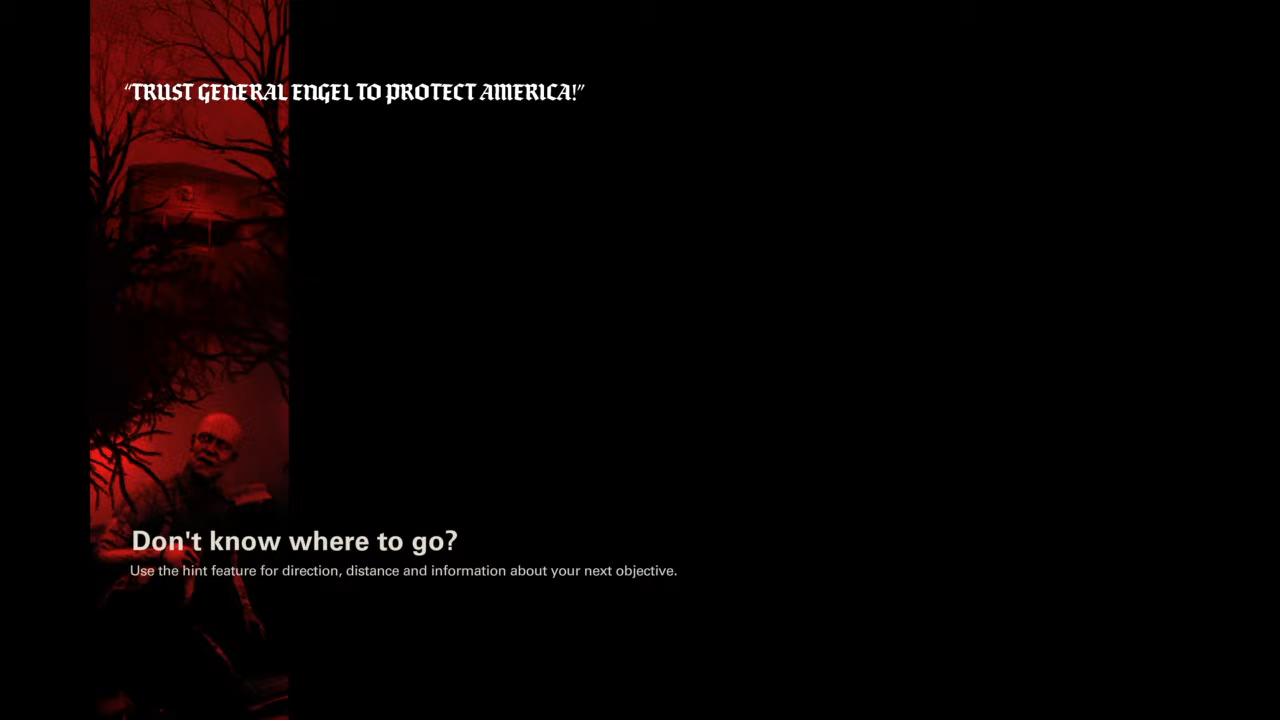 “TRUST GENERAL ENGEL TO PROTECT AMERICA!”
Don't know where to go?
Use the hint feature for direction, distance and information about your next objective.